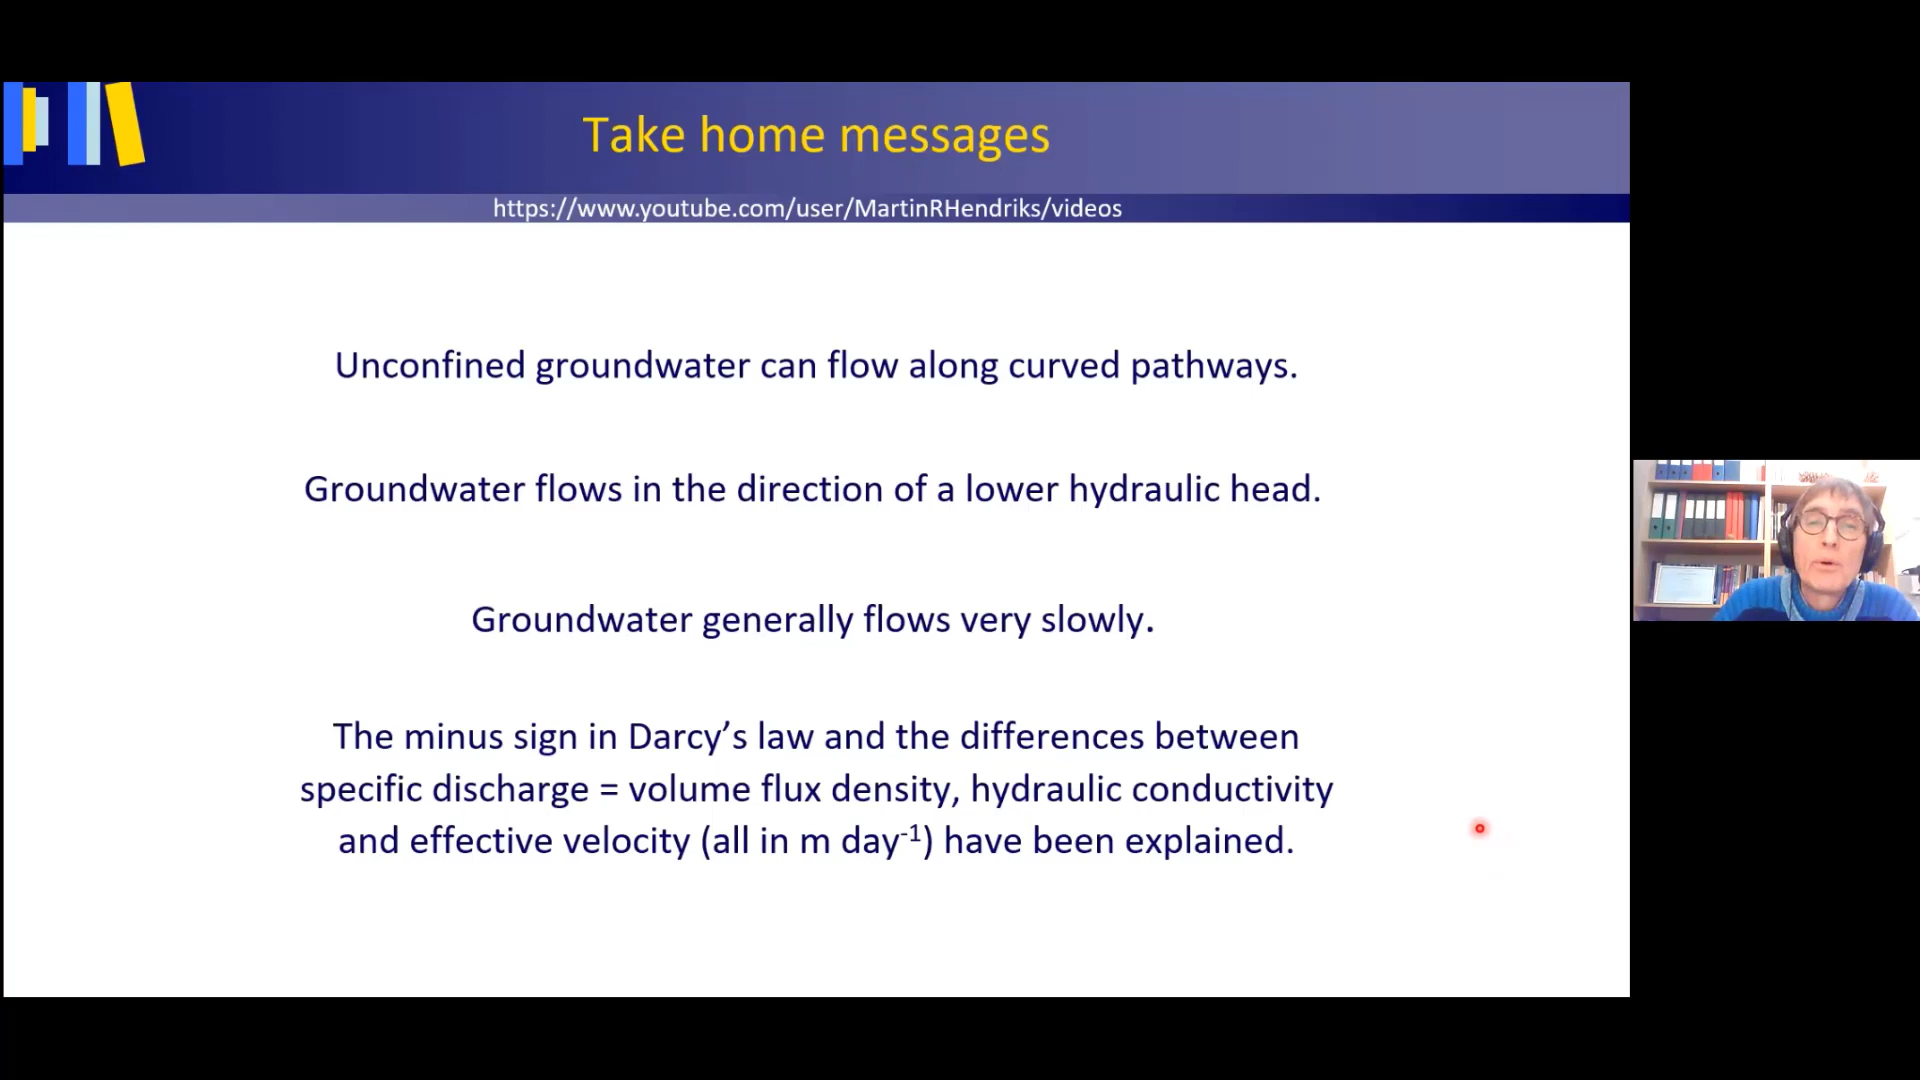 Take home messages
https://www.youtube.com/user/MartinRHendriks/videos
Unconfined groundwater can flow along curved pathways.
Groundwater flows in the direction of a lower hydraulic head.
Groundwater generally flows very slowly.
The minus sign in Darcy’s law and the differences between
specific discharge = volume flux density, hydraulic conductivity
and effective velocity (all in m day⁻¹) have been explained.